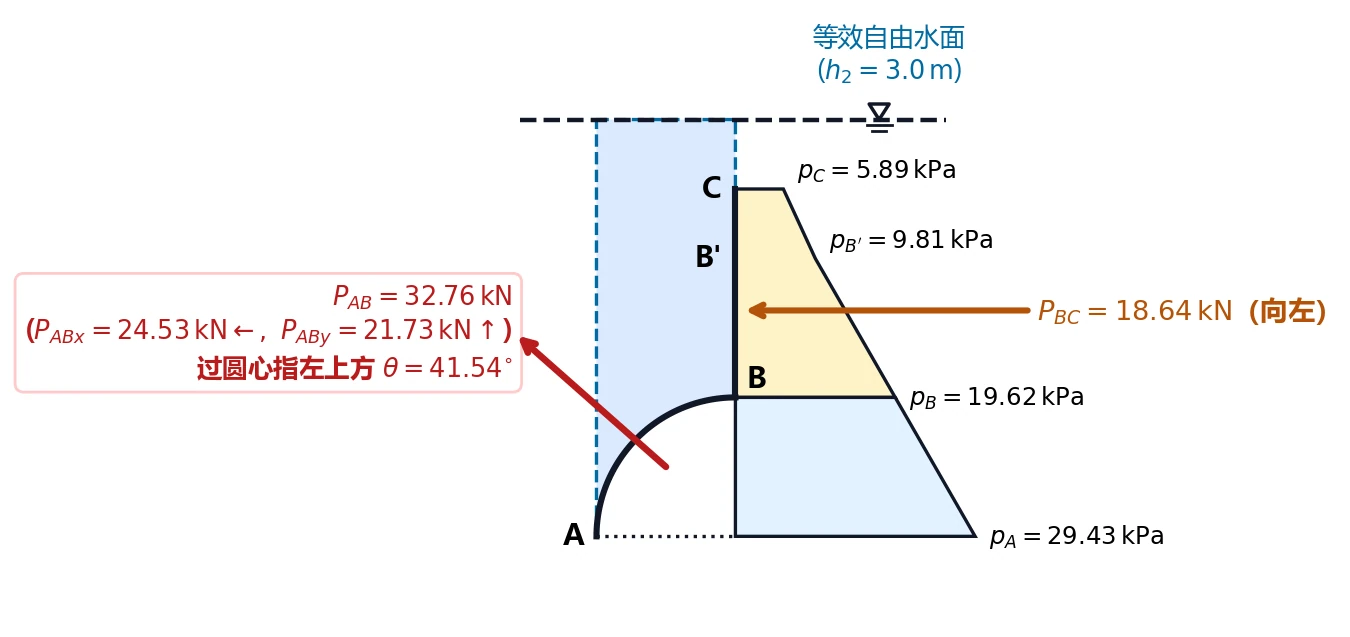 等效自由水面
(h₂ = 3.0 m)
C
p_C = 5.89 kPa
B'
p_B′ = 9.81 kPa
P_AB = 32.76 kN
(P_ABx = 24.53 kN ←, P_ABy = 21.73 kN ↑)
过圆心指左上方 θ = 41.54°
P_BC = 18.64 kN (向左)
B
p_B = 19.62 kPa
A
p_A = 29.43 kPa